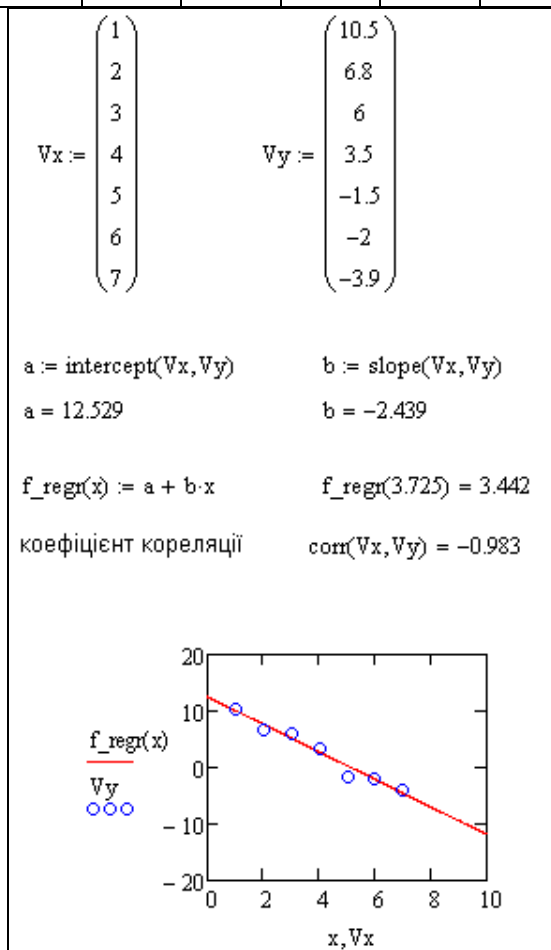 1 10.5
2 6.8
3 6
Vx := 4 Vy := 3.5
5 −1.5
6 −2
7 −3.9
a := intercept(Vx,Vy) b := slope(Vx,Vy)
a = 12.529 b = −2.439
f_regr(x) := a + b·x f_regr(3.725) = 3.442
коефіцієнт кореляції corr(Vx,Vy) = −0.983
20
10
f_regr(x)
0
Vy
− 10
− 20
0 2 4 6 8 10
x,Vx